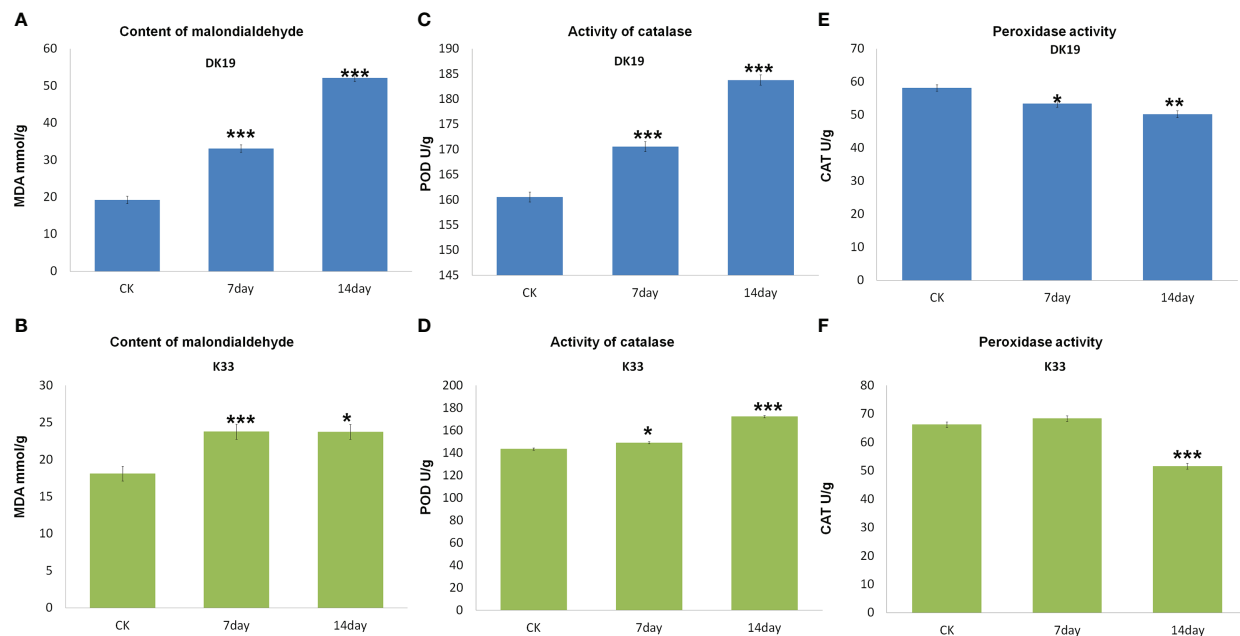 A
Content of malondialdehyde
DK19
MDA mmol/g
60
50
40
30
20
10
0
***
***
CK
7day
14day
C
Activity of catalase
DK19
POD U/g
190
185
180
175
170
165
160
155
150
145
***
***
CK
7day
14day
E
Peroxidase activity
DK19
CAT U/g
70
60
50
40
30
20
10
0
*
**
CK
7day
14day
B
Content of malondialdehyde
K33
MDA mmol/g
30
25
20
15
10
5
0
***
*
CK
7day
14day
D
Activity of catalase
K33
POD U/g
200
180
160
140
120
100
80
60
40
20
0
*
***
CK
7day
14day
F
Peroxidase activity
K33
CAT U/g
80
70
60
50
40
30
20
10
0
***
CK
7day
14day